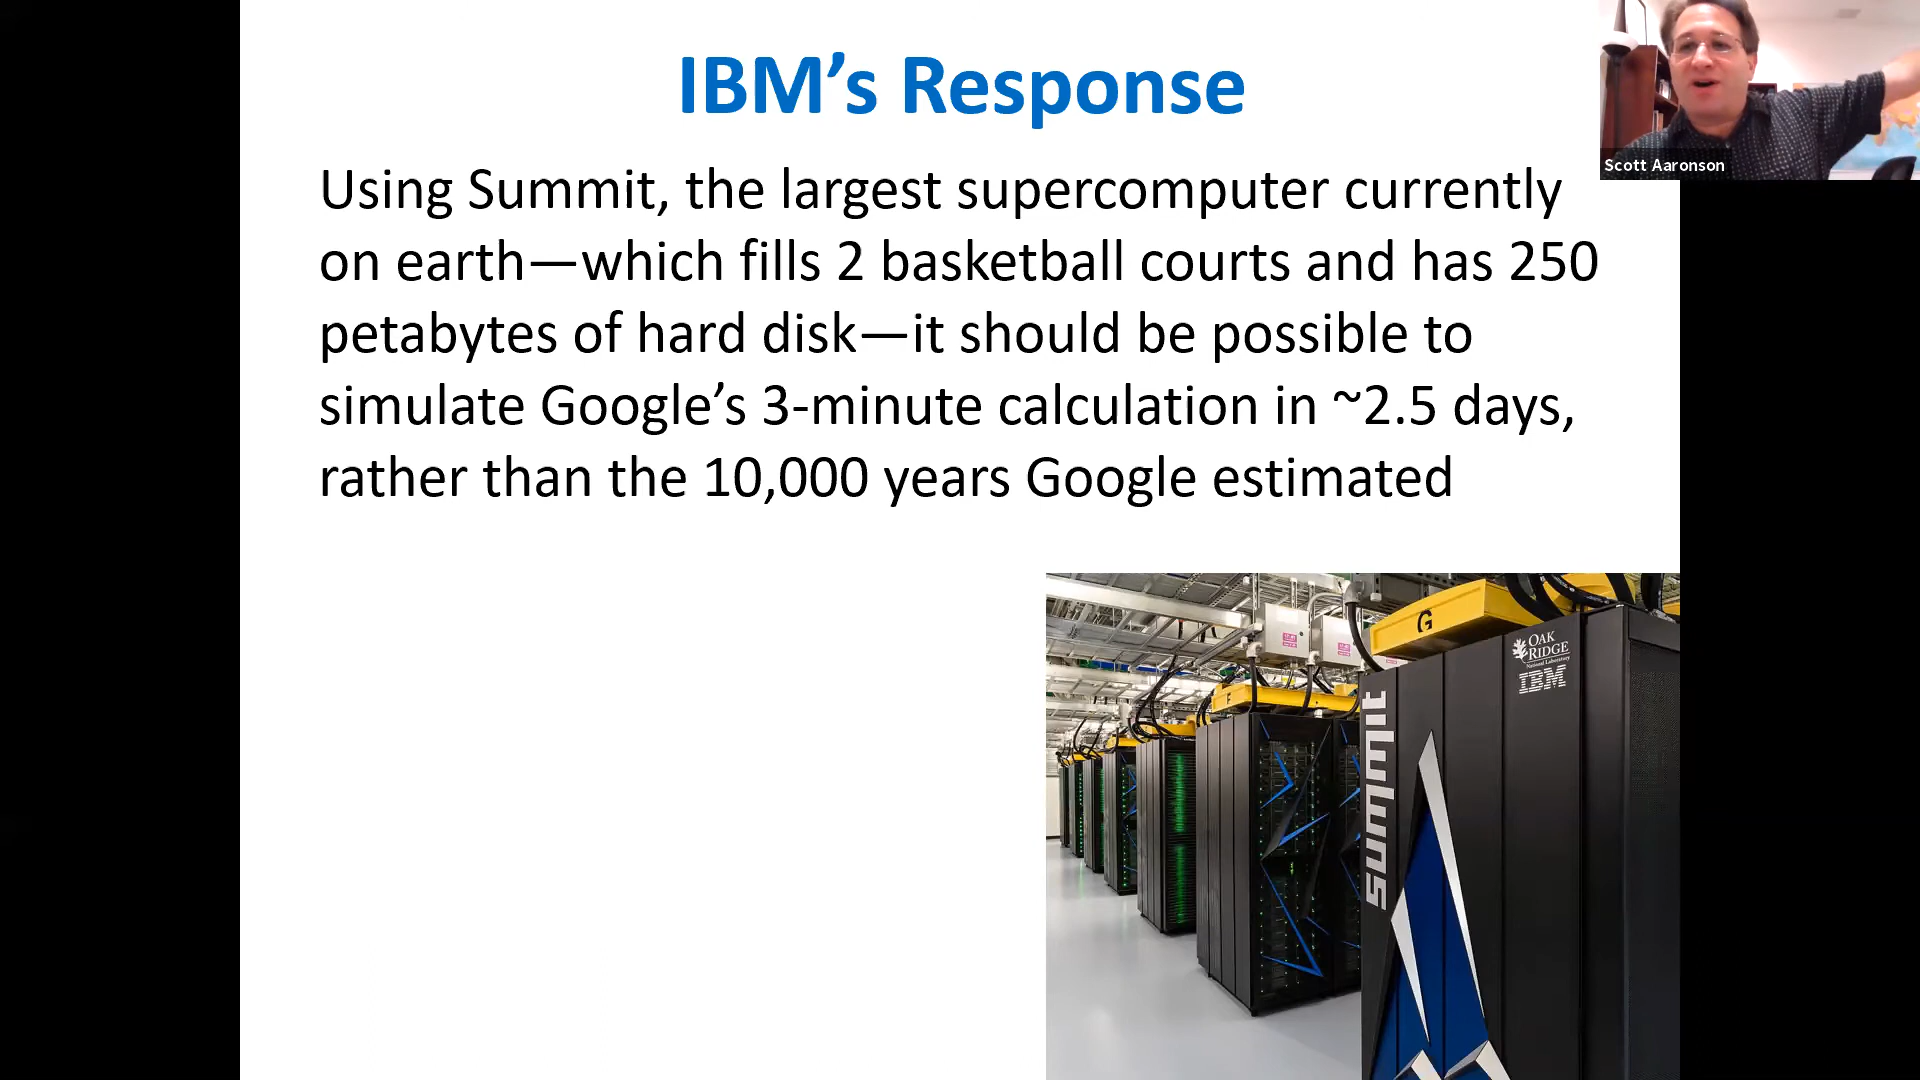 IBM’s Response
Using Summit, the largest supercomputer currently
on earth—which fills 2 basketball courts and has 250
petabytes of hard disk—it should be possible to
simulate Google’s 3-minute calculation in ~2.5 days,
rather than the 10,000 years Google estimated
Scott Aaronson
G
F
OAK
RIDGE
National Laboratory
IBM
summit